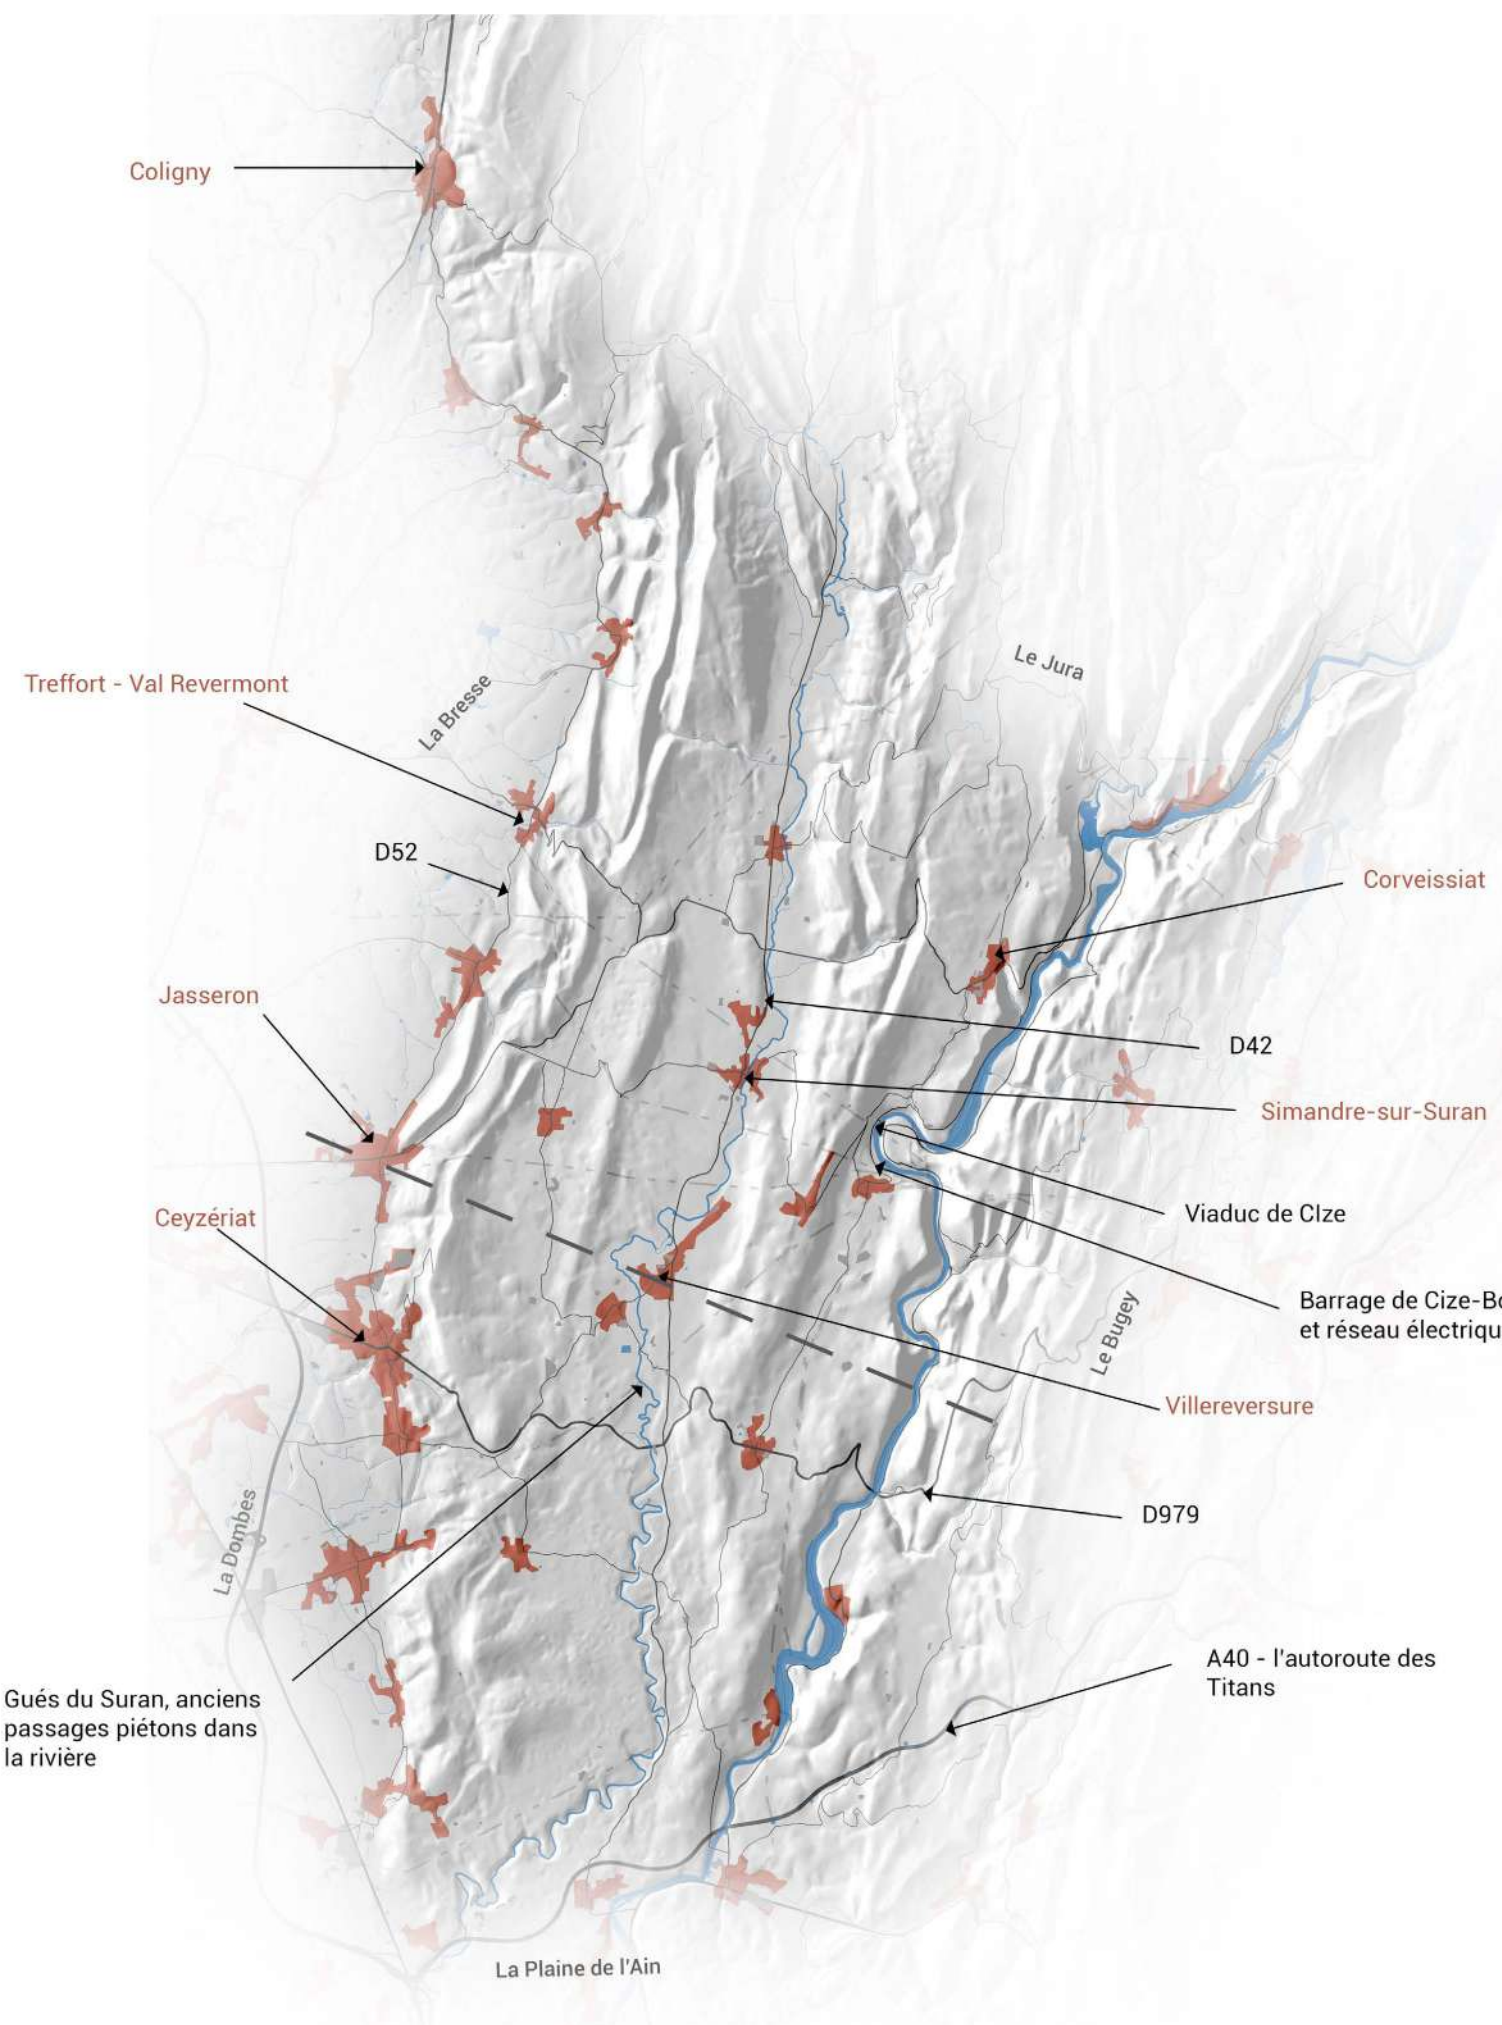 Coligny
Le Jura
Treffort - Val Revermont
La Bresse
D52
Corveissiat
Jasseron
D42
Simandre-sur-Suran
Ceyzériat
Viaduc de CIze
Barrage de Cize-Bo
et réseau électriqu
Le Bugey
Villereversure
La Dombes
D979
A40 - l'autoroute des
Titans
Gués du Suran, anciens
passages piétons dans
la rivière
La Plaine de l'Ain